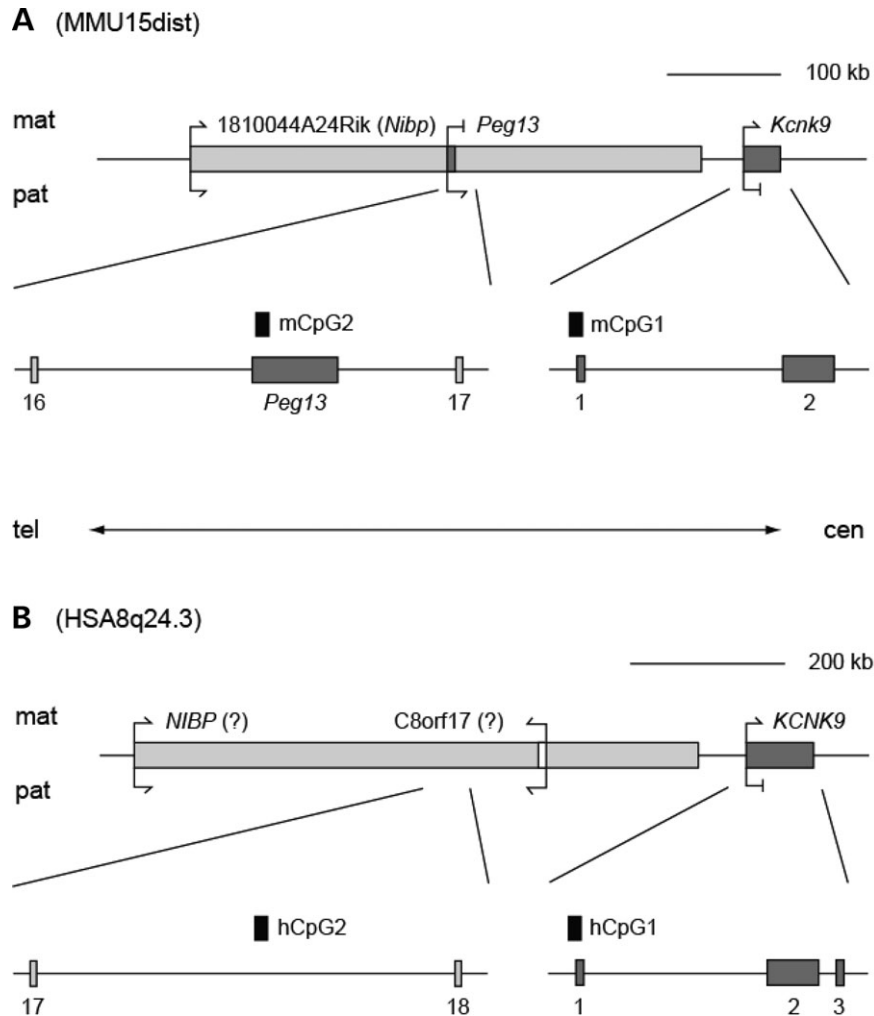 A (MMU15dist)
100 kb
mat
1810044A24Rik (Nibp) Peg13 Kcnk9
pat
mCpG2 mCpG1
16 Peg13 17 1 2
tel cen
B (HSA8q24.3)
200 kb
mat NIBP (?) C8orf17 (?) KCNK9
pat
hCpG2 hCpG1
17 18 1 2 3